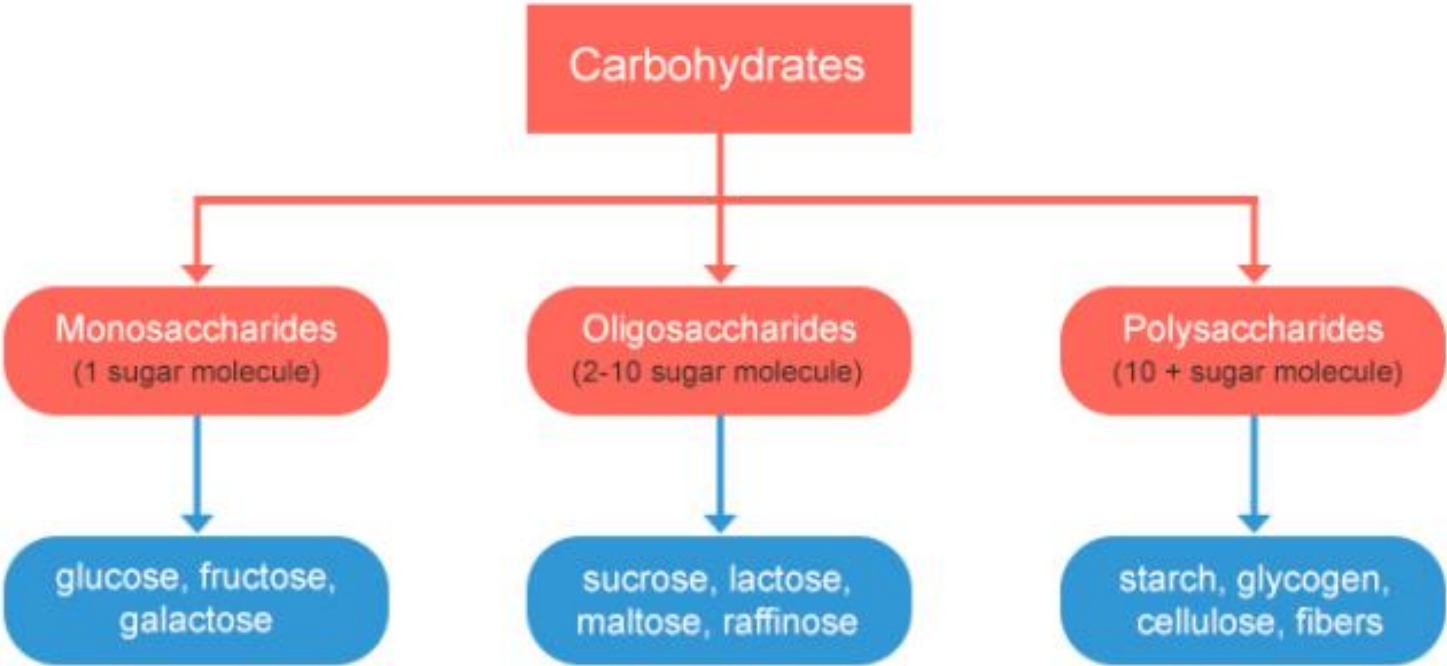 Carbohydrates
Monosaccharides
(1 sugar molecule)
Oligosaccharides
(2-10 sugar molecule)
Polysaccharides
(10 + sugar molecule)
glucose, fructose,
galactose
sucrose, lactose,
maltose, raffinose
starch, glycogen,
cellulose, fibers